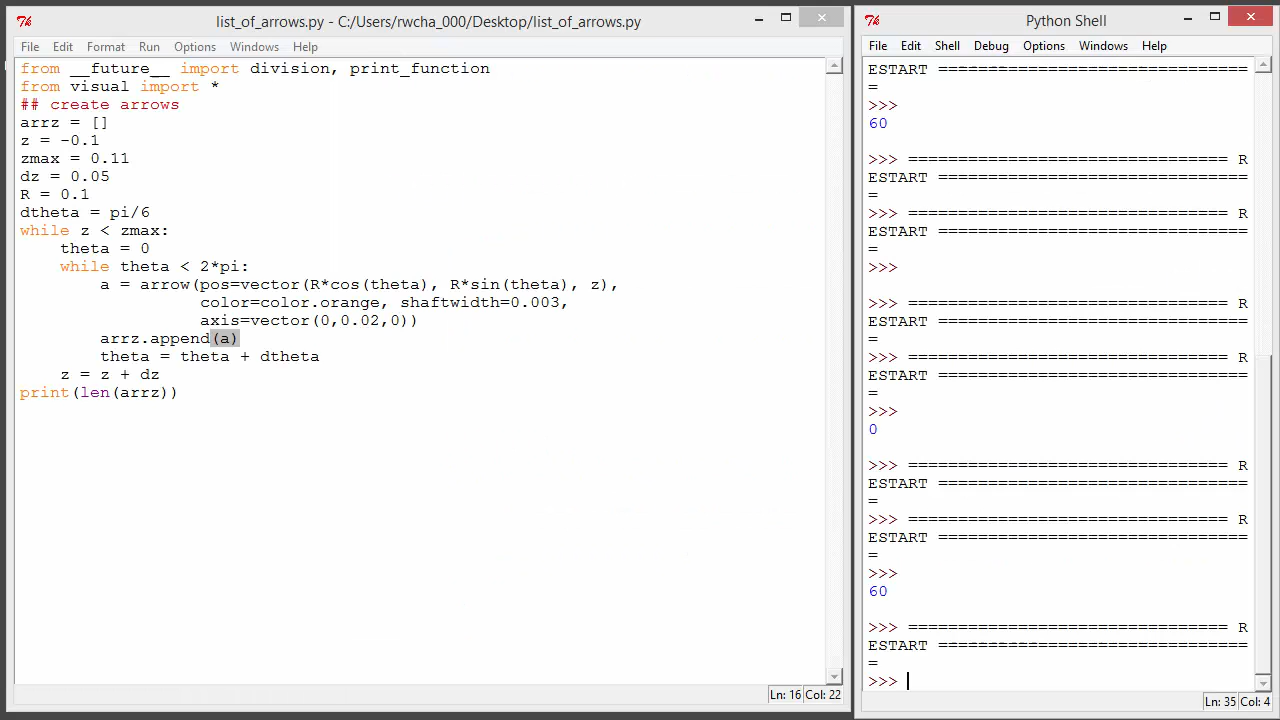 list_of_arrows.py - C:/Users/rwcha_000/Desktop/list_of_arrows.py
File Edit Format Run Options Windows Help
from __future__ import division, print_function
from visual import *
## create arrows
arrz = []
z = -0.1
zmax = 0.11
dz = 0.05
R = 0.1
dtheta = pi/6
while z < zmax:
    theta = 0
    while theta < 2*pi:
        a = arrow(pos=vector(R*cos(theta), R*sin(theta), z),
                  color=color.orange, shaftwidth=0.003,
                  axis=vector(0,0.02,0))
        arrz.append(a)
        theta = theta + dtheta
    z = z + dz
print(len(arrz))
Ln: 16 Col: 22
Python Shell
File Edit Shell Debug Options Windows Help
ESTART ===============================
=
>>>
60
>>> ================================ R
ESTART ===============================
=
>>> ================================ R
ESTART ===============================
=
>>>
>>> ================================ R
ESTART ===============================
=
>>> ================================ R
ESTART ===============================
=
>>>
0
>>> ================================ R
ESTART ===============================
=
>>> ================================ R
ESTART ===============================
=
>>>
60
>>> ================================ R
ESTART ===============================
=
>>>
Ln: 35 Col: 4